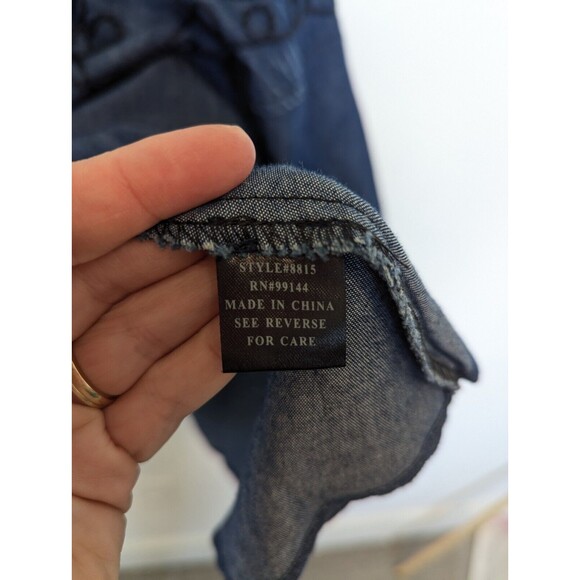 STYLE#8815
RN#99144
MADE IN CHINA
SEE REVERSE
FOR CARE